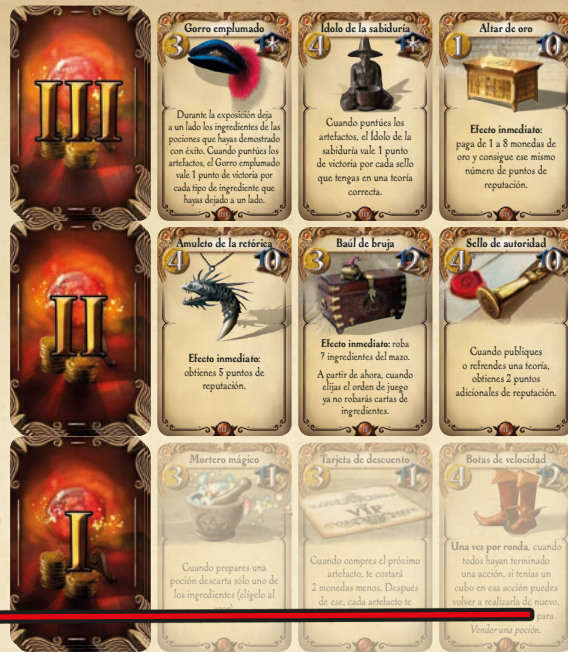 III
Gorro emplumado
3 *
Durante la exposición deja
a un lado los ingredientes de las
pociones que hayas demostrado
con éxito. Cuando puntúes los
artefactos, el Gorro emplumado
vale 1 punto de victoria por
cada tipo de ingrediente que
hayas dejado a un lado.
III
Ídolo de la sabiduría
4 *
Cuando puntúes los
artefactos, el Ídolo de la
sabiduría vale 1 punto
de victoria por cada sello
que tengas en una teoría
correcta.
III
Altar de oro
1 0
Efecto inmediato:
paga de 1 a 8 monedas de
oro y consigue ese mismo
número de puntos de
reputación.
III
II
Amuleto de la retórica
4 0
Efecto inmediato:
obtienes 5 puntos de
reputación.
II
Baúl de bruja
3 2
Efecto inmediato: roba
7 ingredientes del mazo.
A partir de ahora, cuando
elijas el orden de juego
ya no robarás cartas de
ingredientes.
II
Sello de autoridad
4 0
Cuando publiques
o refrendes una teoría,
obtienes 2 puntos
adicionales de reputación.
II
I
Mortero mágico
3 1
Cuando prepares una
poción descarta sólo uno de
los ingredientes (elígelo al
Tarjeta de descuento
3 1
VIP
Cuando compres el próximo
artefacto, te costará
2 monedas menos. Después
de ese, cada artefacto te
Botas de velocidad
4 2
Una vez por ronda, cuando
todos hayan terminado
una acción, si tenías un
cubo en esa acción puedes
volver a realizarla de nuevo.
para
Vender una poción.